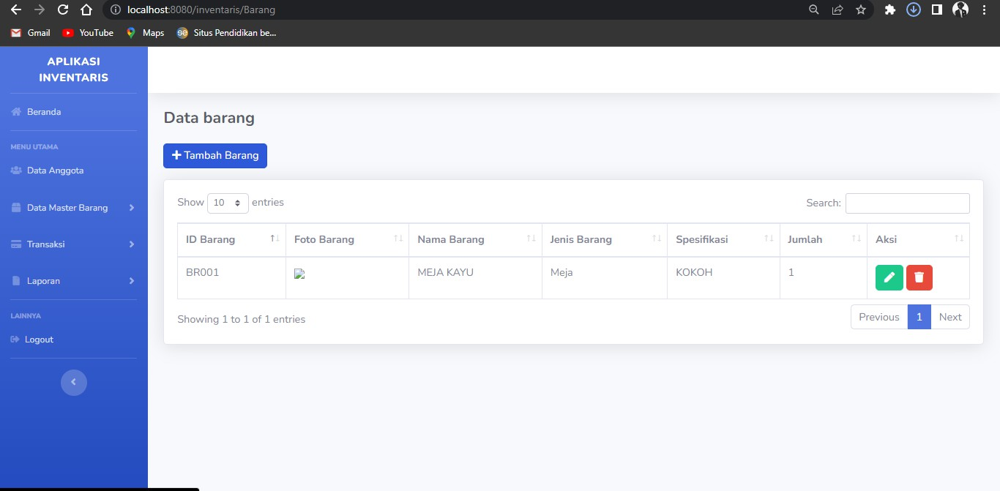 localhost:8080/inventaris/Barang
Gmail YouTube Maps Situs Pendidikan be...
APLIKASI
INVENTARIS
Beranda
MENU UTAMA
Data Anggota
Data Master Barang
Transaksi
Laporan
LAINNYA
Logout
Data barang
Tambah Barang
Show 10 entries Search:
ID Barang Foto Barang Nama Barang Jenis Barang Spesifikasi Jumlah Aksi
BR001 MEJA KAYU Meja KOKOH 1
Showing 1 to 1 of 1 entries Previous 1 Next